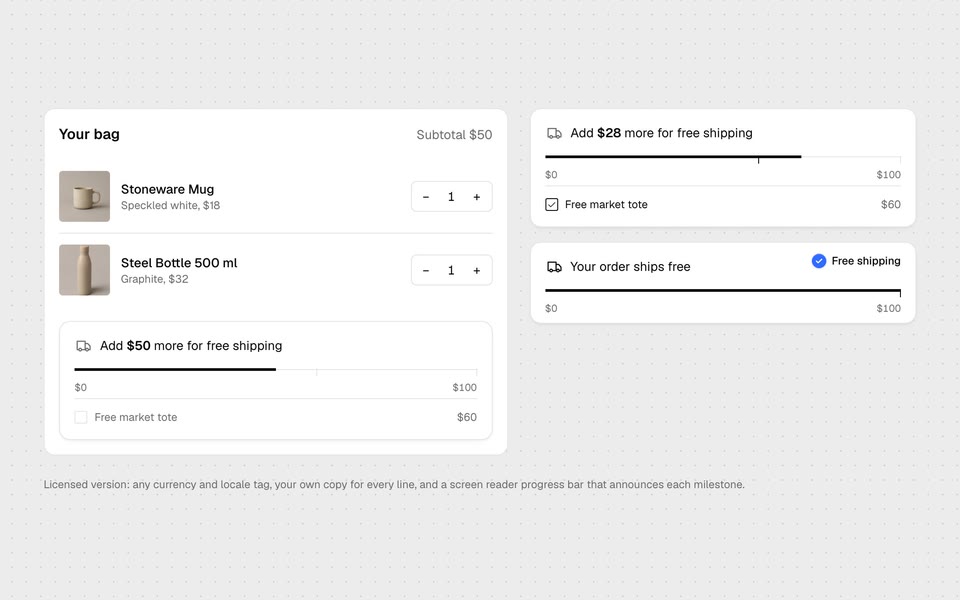 Your bag
Subtotal $50
Stoneware Mug
Speckled white, $18
− 1 +
Steel Bottle 500 ml
Graphite, $32
− 1 +
Add $50 more for free shipping
$0 $100
Free market tote $60
Add $28 more for free shipping
$0 $100
Free market tote $60
Your order ships free
Free shipping
$0 $100
Licensed version: any currency and locale tag, your own copy for every line, and a screen reader progress bar that announces each milestone.